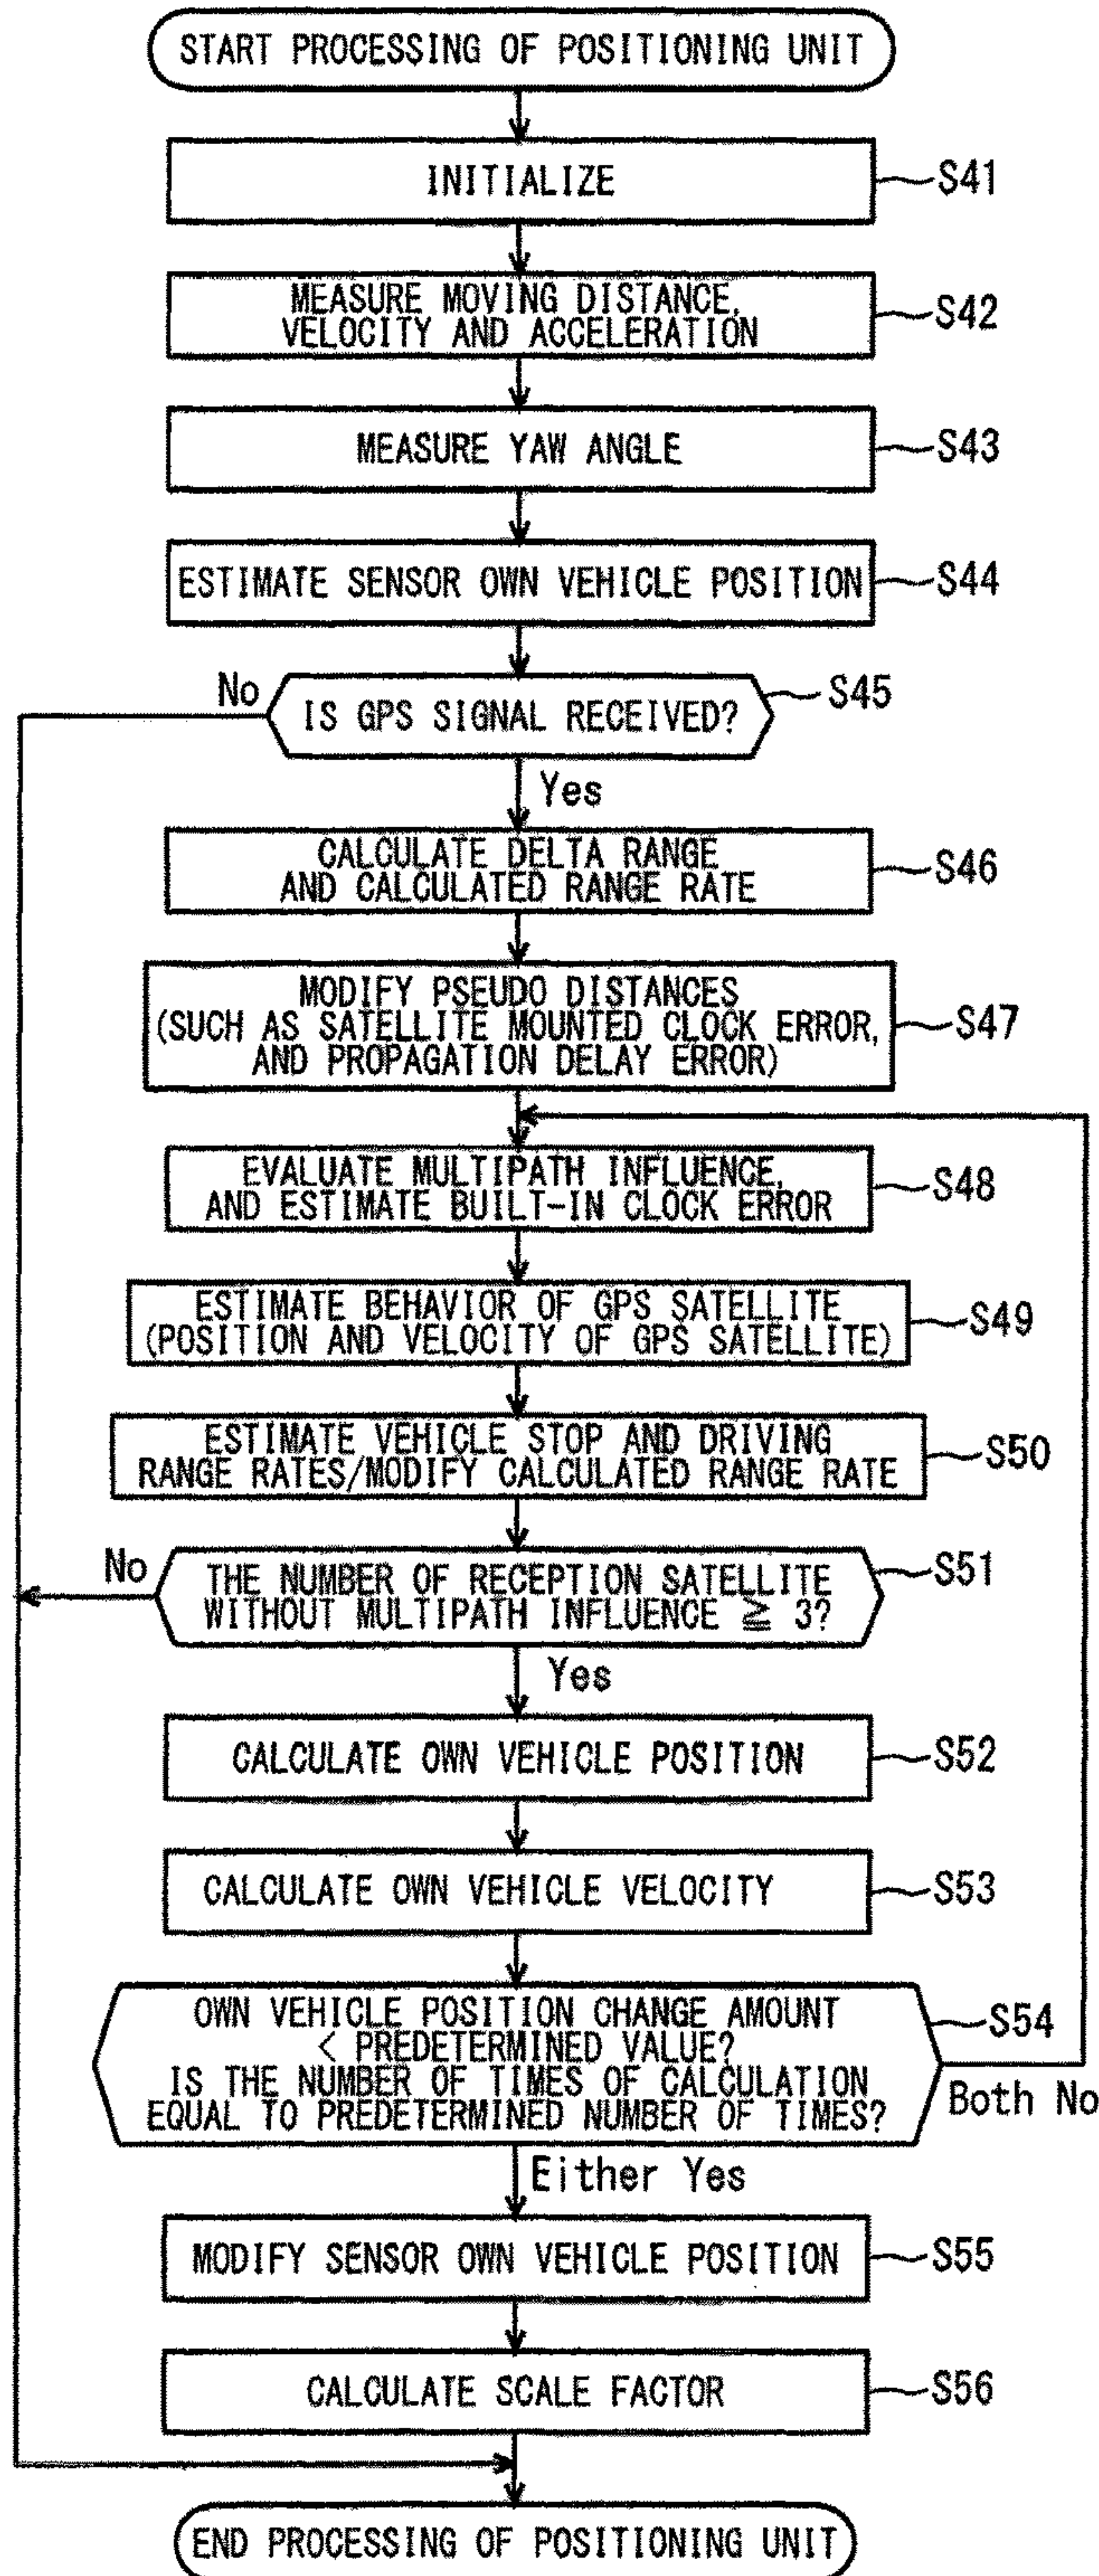 START PROCESSING OF POSITIONING UNIT
INITIALIZE
S41
MEASURE MOVING DISTANCE,
VELOCITY AND ACCELERATION
S42
MEASURE YAW ANGLE
S43
ESTIMATE SENSOR OWN VEHICLE POSITION
S44
No
IS GPS SIGNAL RECEIVED?
S45
Yes
CALCULATE DELTA RANGE
AND CALCULATED RANGE RATE
S46
MODIFY PSEUDO DISTANCES
(SUCH AS SATELLITE MOUNTED CLOCK ERROR,
AND PROPAGATION DELAY ERROR)
S47
EVALUATE MULTIPATH INFLUENCE,
AND ESTIMATE BUILT-IN CLOCK ERROR
S48
ESTIMATE BEHAVIOR OF GPS SATELLITE
(POSITION AND VELOCITY OF GPS SATELLITE)
S49
ESTIMATE VEHICLE STOP AND DRIVING
RANGE RATES/MODIFY CALCULATED RANGE RATE
S50
No
THE NUMBER OF RECEPTION SATELLITE
WITHOUT MULTIPATH INFLUENCE ≧ 3?
S51
Yes
CALCULATE OWN VEHICLE POSITION
S52
CALCULATE OWN VEHICLE VELOCITY
S53
OWN VEHICLE POSITION CHANGE AMOUNT
< PREDETERMINED VALUE?
IS THE NUMBER OF TIMES OF CALCULATION
EQUAL TO PREDETERMINED NUMBER OF TIMES?
S54
Both No
Either Yes
MODIFY SENSOR OWN VEHICLE POSITION
S55
CALCULATE SCALE FACTOR
S56
END PROCESSING OF POSITIONING UNIT